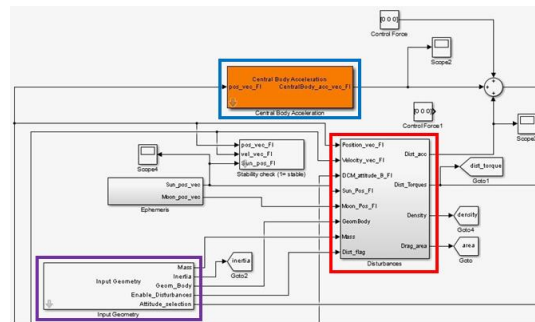 [0 0 0]
Control Force
Scope2
Central Body Acceleration
pos_vec_FI
CentralBody_acc_vec_FI
Central Body Acceleration
[0 0 0]
Control Force1
Scope
pos_vec_FI
vel_vec_FI
Sun_pos_FI
Stability check (1= stable)
Scope4
Sun_pos_vec
Moon_pos_vec
Ephemeris
Position_vec_FI
Velocity_vec_FI
DCM_attitude_B_FI
Sun_Pos_FI
Moon_Pos_FI
GeomBody
Mass
Dist_flag
Dist_acc
Dist_Torques
Density
Drag_area
Disturbances
dist_torque
Goto1
density
Goto4
area
Goto
Mass
Inertia
Input Geometry
Geom_Body
Enable_Disturbances
Attitude_selection
Input Geometry
inertia
Goto2